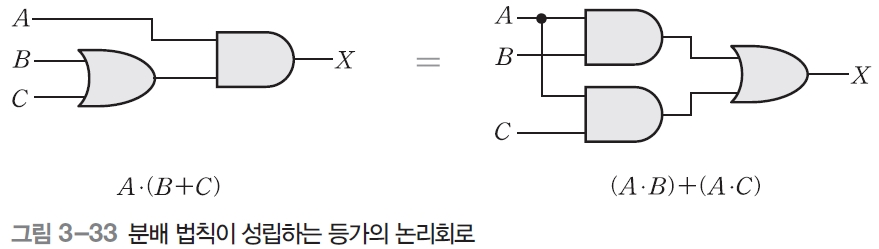 A
B
C
X
=
A
B
C
X
A·(B+C)
(A·B)+(A·C)
그림 3-33 분배 법칙이 성립하는 등가의 논리회로